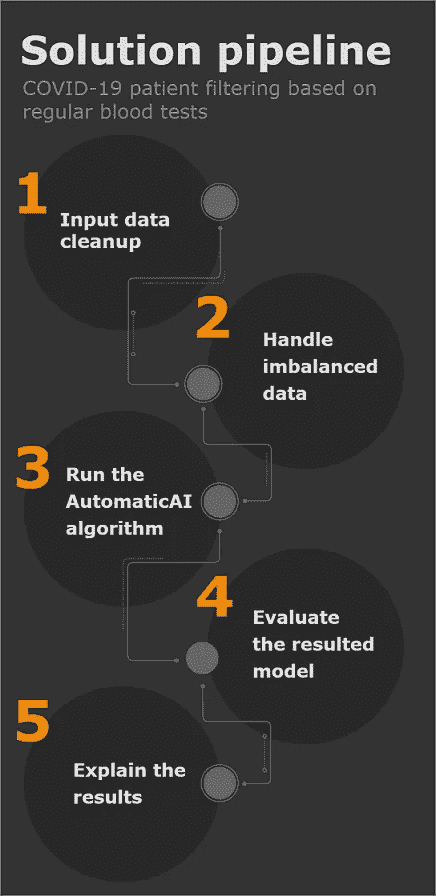 Solution pipeline
COVID-19 patient filtering based on
regular blood tests
1
Input data
cleanup
2
Handle
imbalanced
data
3
Run the
AutomaticAI
algorithm
4
Evaluate
the resulted
model
5
Explain the
results